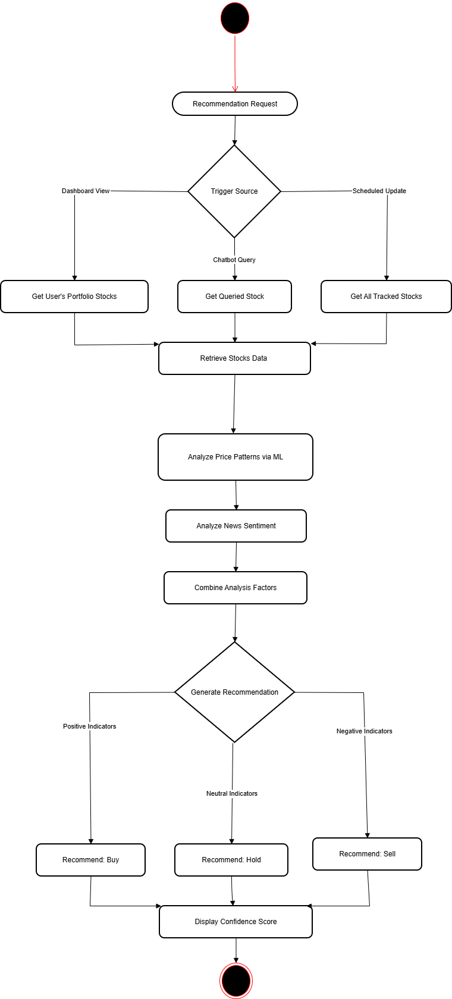 Recommendation Request
Trigger Source
Dashboard View
Scheduled Update
Chatbot Query
Get User's Portfolio Stocks
Get Queried Stock
Get All Tracked Stocks
Retrieve Stocks Data
Analyze Price Patterns via ML
Analyze News Sentiment
Combine Analysis Factors
Generate Recommendation
Positive Indicators
Negative Indicators
Neutral Indicators
Recommend: Buy
Recommend: Hold
Recommend: Sell
Display Confidence Score